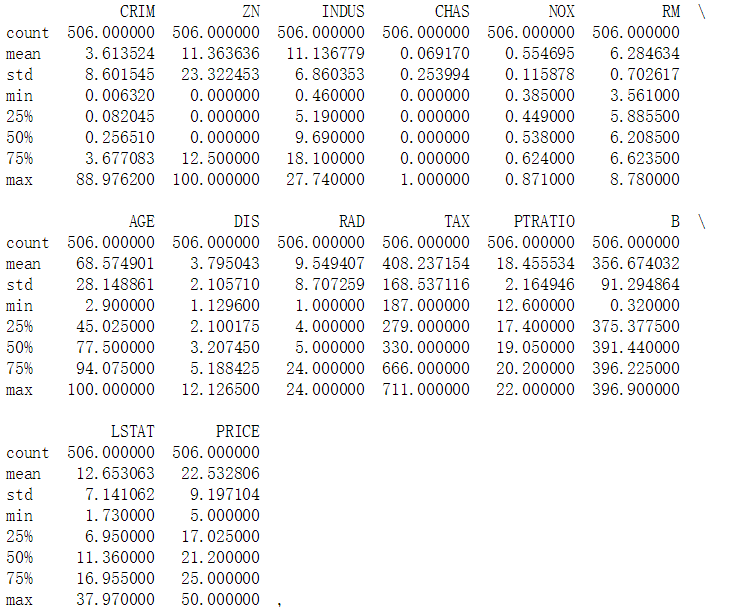 CRIM ZN INDUS CHAS NOX RM \
count 506.000000 506.000000 506.000000 506.000000 506.000000 506.000000
mean 3.613524 11.363636 11.136779 0.069170 0.554695 6.284634
std 8.601545 23.322453 6.860353 0.253994 0.115878 0.702617
min 0.006320 0.000000 0.460000 0.000000 0.385000 3.561000
25% 0.082045 0.000000 5.190000 0.000000 0.449000 5.885500
50% 0.256510 0.000000 9.690000 0.000000 0.538000 6.208500
75% 3.677083 12.500000 18.100000 0.000000 0.624000 6.623500
max 88.976200 100.000000 27.740000 1.000000 0.871000 8.780000
AGE DIS RAD TAX PTRATIO B \
count 506.000000 506.000000 506.000000 506.000000 506.000000 506.000000
mean 68.574901 3.795043 9.549407 408.237154 18.455534 356.674032
std 28.148861 2.105710 8.707259 168.537116 2.164946 91.294864
min 2.900000 1.129600 1.000000 187.000000 12.600000 0.320000
25% 45.025000 2.100175 4.000000 279.000000 17.400000 375.377500
50% 77.500000 3.207450 5.000000 330.000000 19.050000 391.440000
75% 94.075000 5.188425 24.000000 666.000000 20.200000 396.225000
max 100.000000 12.126500 24.000000 711.000000 22.000000 396.900000
LSTAT PRICE
count 506.000000 506.000000
mean 12.653063 22.532806
std 7.141062 9.197104
min 1.730000 5.000000
25% 6.950000 17.025000
50% 11.360000 21.200000
75% 16.955000 25.000000
max 37.970000 50.000000 ,